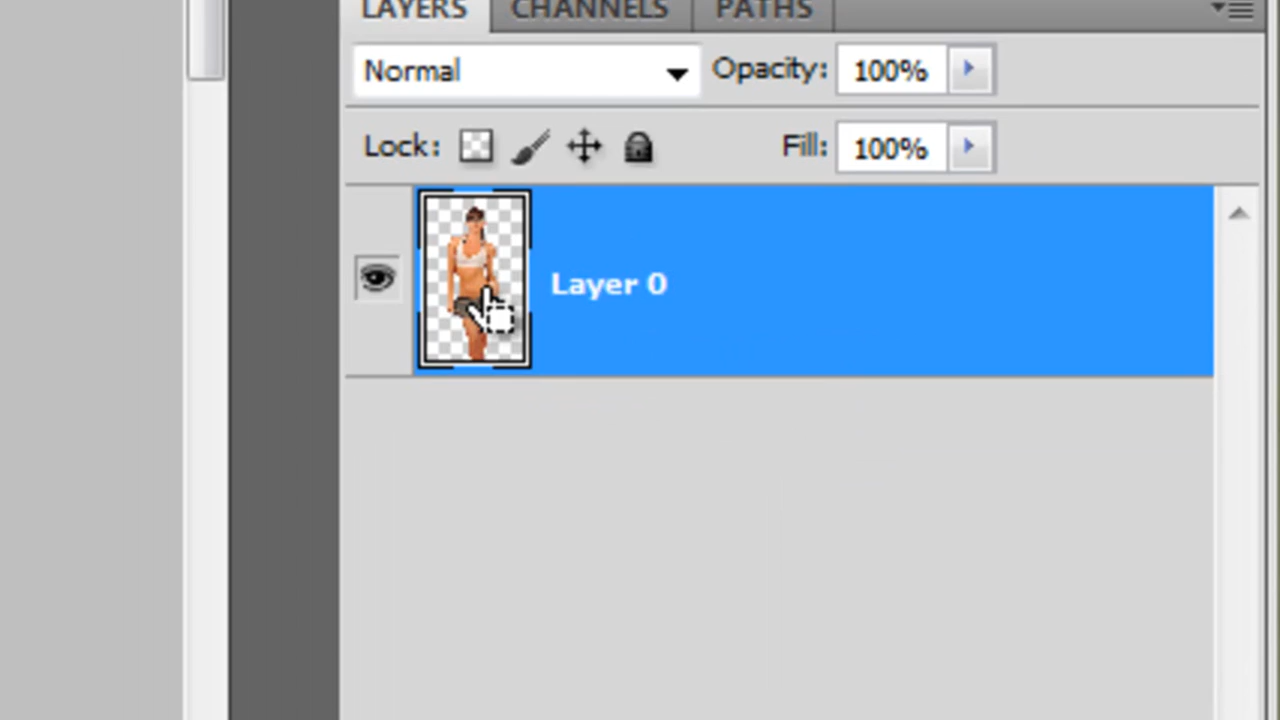 LAYERS CHANNELS PATHS
Normal Opacity: 100%
Lock: Fill: 100%
Layer 0